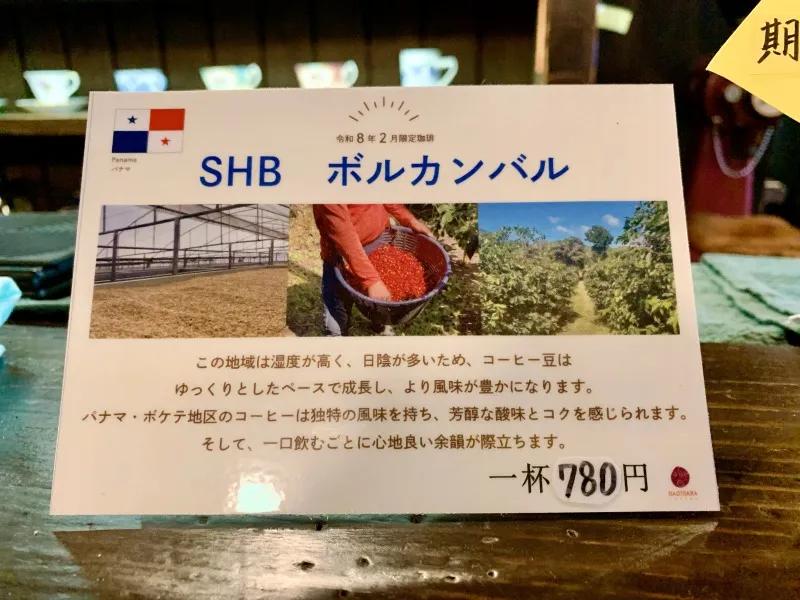 期
令和8年2月限定珈琲
Panama
パナマ
SHB ボルカンバル
この地域は湿度が高く、日陰が多いため、コーヒー豆は
ゆっくりとしたペースで成長し、より風味が豊かになります。
パナマ・ボケテ地区のコーヒーは独特の風味を持ち、芳醇な酸味とコクを感じられます。
そして、一口飲むごとに心地良い余韻が際立ちます。
一杯780円